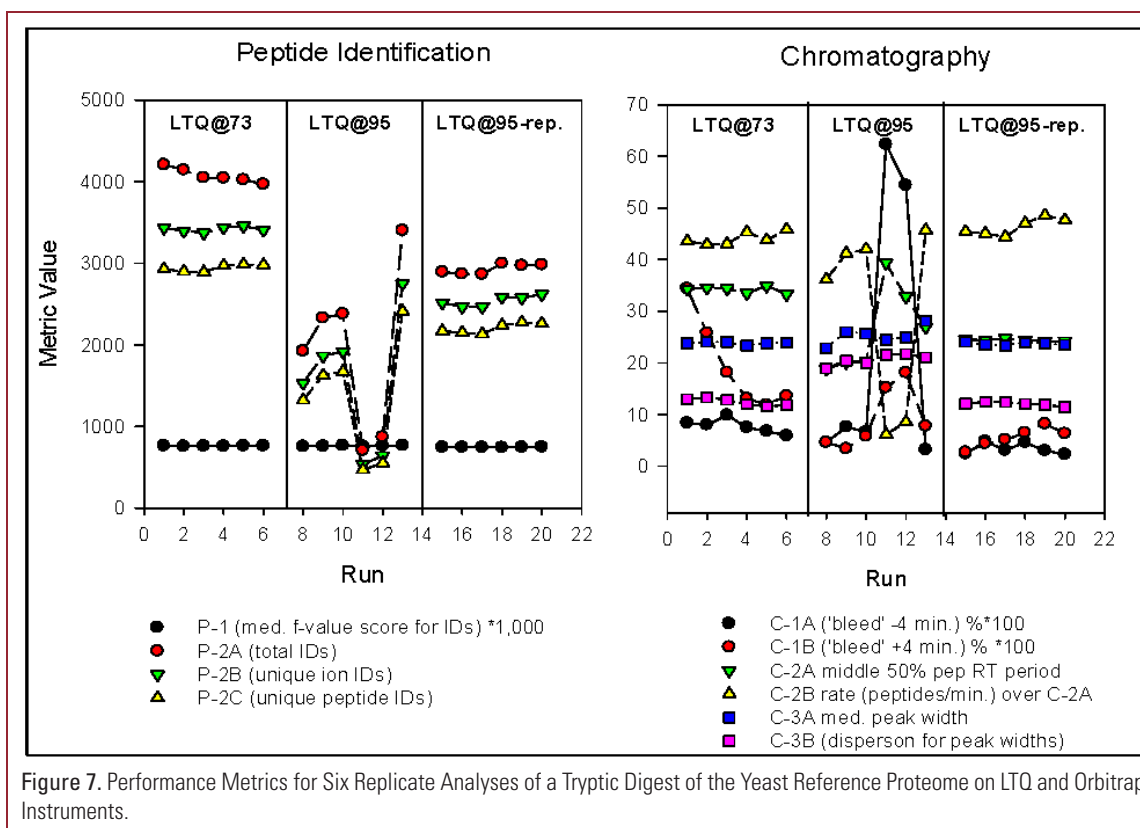 Peptide Identification
5000
4000
3000
2000
1000
0
Metric Value
LTQ@73
LTQ@95
LTQ@95-rep.
0 2 4 6 8 10 12 14 16 18 20 22
Run
P-1 (med. f-value score for IDs) *1,000
P-2A (total IDs)
P-2B (unique ion IDs)
P-2C (unique peptide IDs)
Chromatography
70
60
50
40
30
20
10
0
LTQ@73
LTQ@95
LTQ@95-rep.
0 2 4 6 8 10 12 14 16 18 20 22
Run
C-1A ('bleed' -4 min.) %*100
C-1B ('bleed' +4 min.) % *100
C-2A middle 50% pep RT period
C-2B rate (peptides/min.) over C-2A
C-3A med. peak width
C-3B (disperson for peak widths)
Figure 7. Performance Metrics for Six Replicate Analyses of a Tryptic Digest of the Yeast Reference Proteome on LTQ and Orbitrap
Instruments.